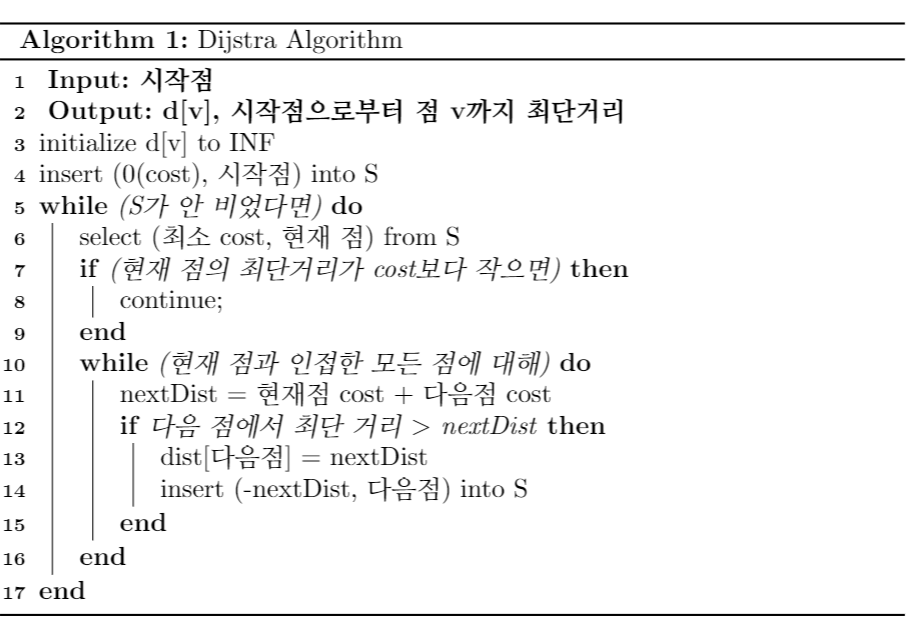 Algorithm 1: Dijstra Algorithm
1 Input: 시작점
2 Output: d[v], 시작점으로부터 점 v까지 최단거리
3 initialize d[v] to INF
4 insert (0(cost), 시작점) into S
5 while (S가 안 비었다면) do
6 select (최소 cost, 현재 점) from S
7 if (현재 점의 최단거리가 cost보다 작으면) then
8 continue;
9 end
10 while (현재 점과 인접한 모든 점에 대해) do
11 nextDist = 현재점 cost + 다음점 cost
12 if 다음 점에서 최단 거리 > nextDist then
13 dist[다음점] = nextDist
14 insert (-nextDist, 다음점) into S
15 end
16 end
17 end